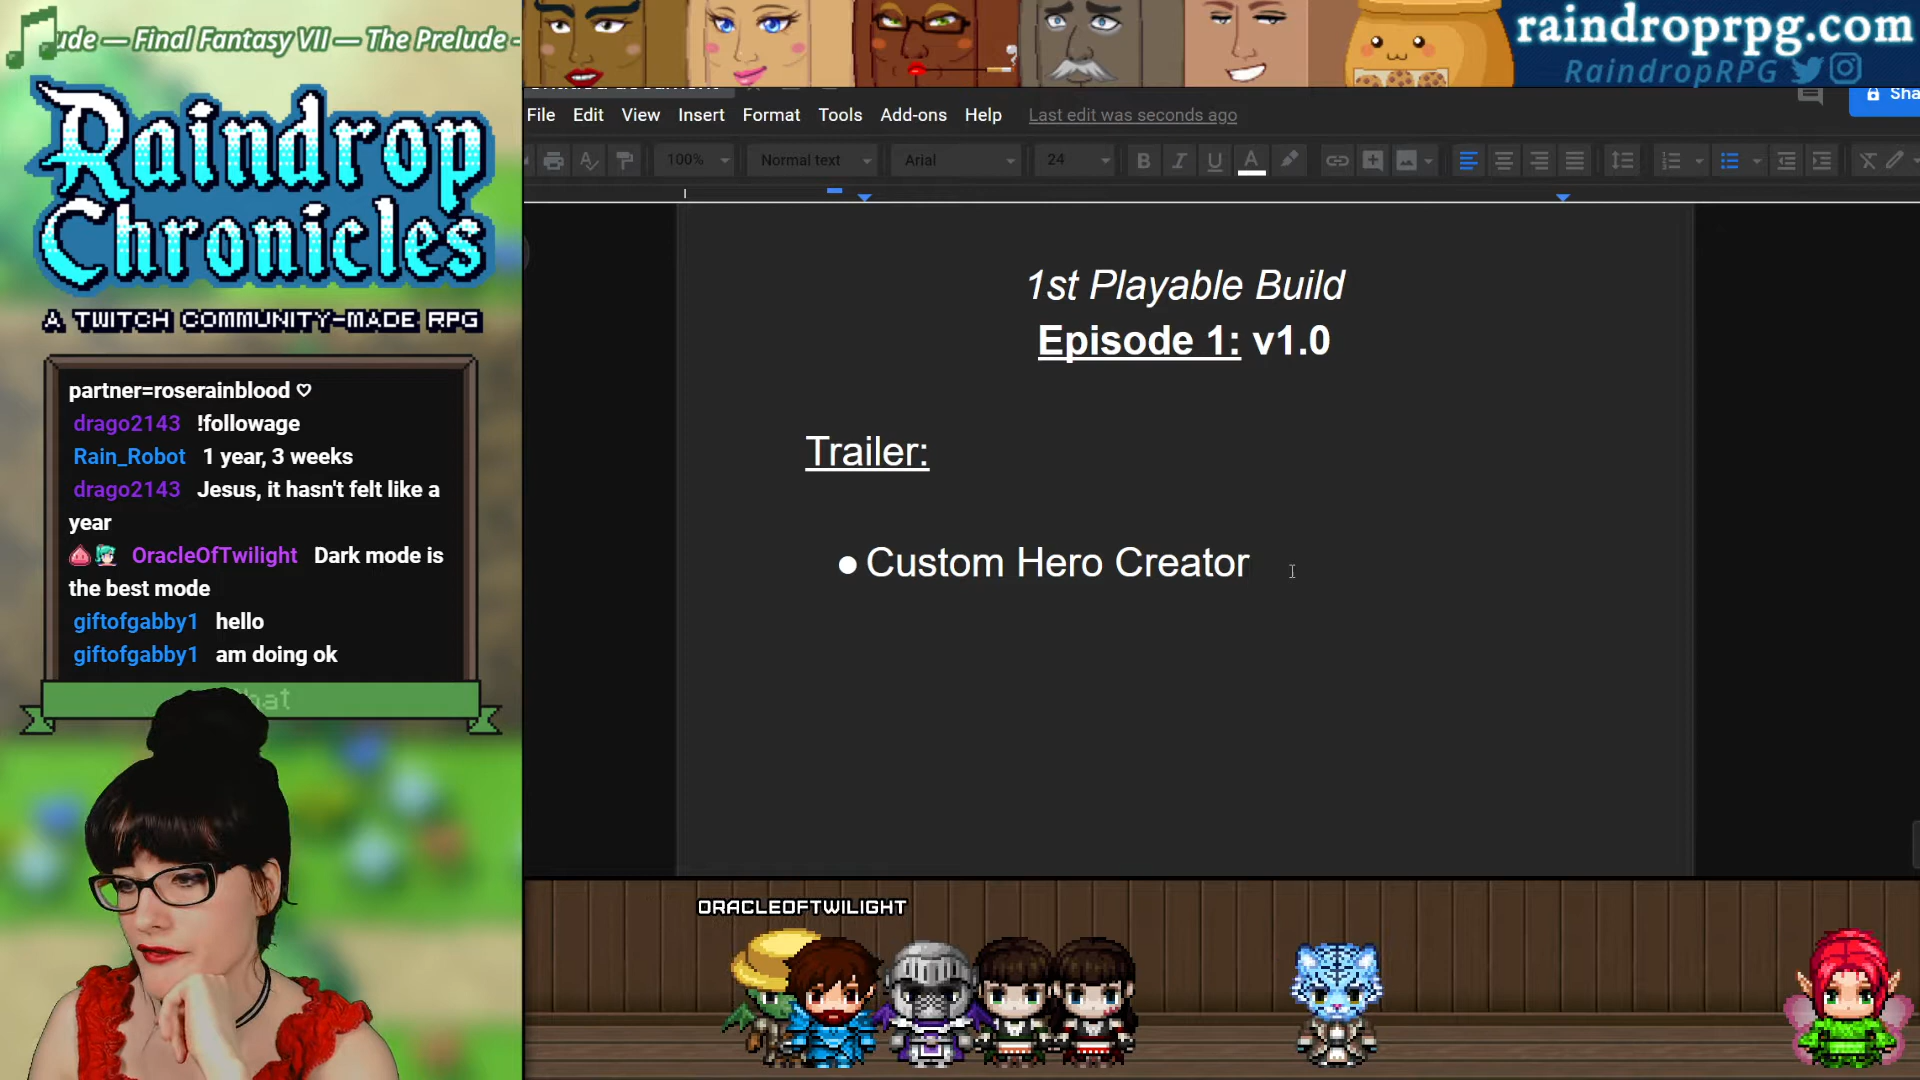 ude — Final Fantasy VII — The Prelude -
Raindrop
Chronicles
A TWITCH COMMUNITY-MADE RPG
partner=roserainblood ♡
drago2143 !followage
Rain_Robot 1 year, 3 weeks
drago2143 Jesus, it hasn't felt like a
year
OracleOfTwilight Dark mode is
the best mode
giftofgabby1 hello
giftofgabby1 am doing ok
raindroprpg.com
RaindropRPG
File Edit View Insert Format Tools Add-ons Help Last edit was seconds ago
Sha
100% Normal text Arial 24 B I U A
1st Playable Build
Episode 1: v1.0
Trailer:
● Custom Hero Creator
ORACLEOFTWILIGHT